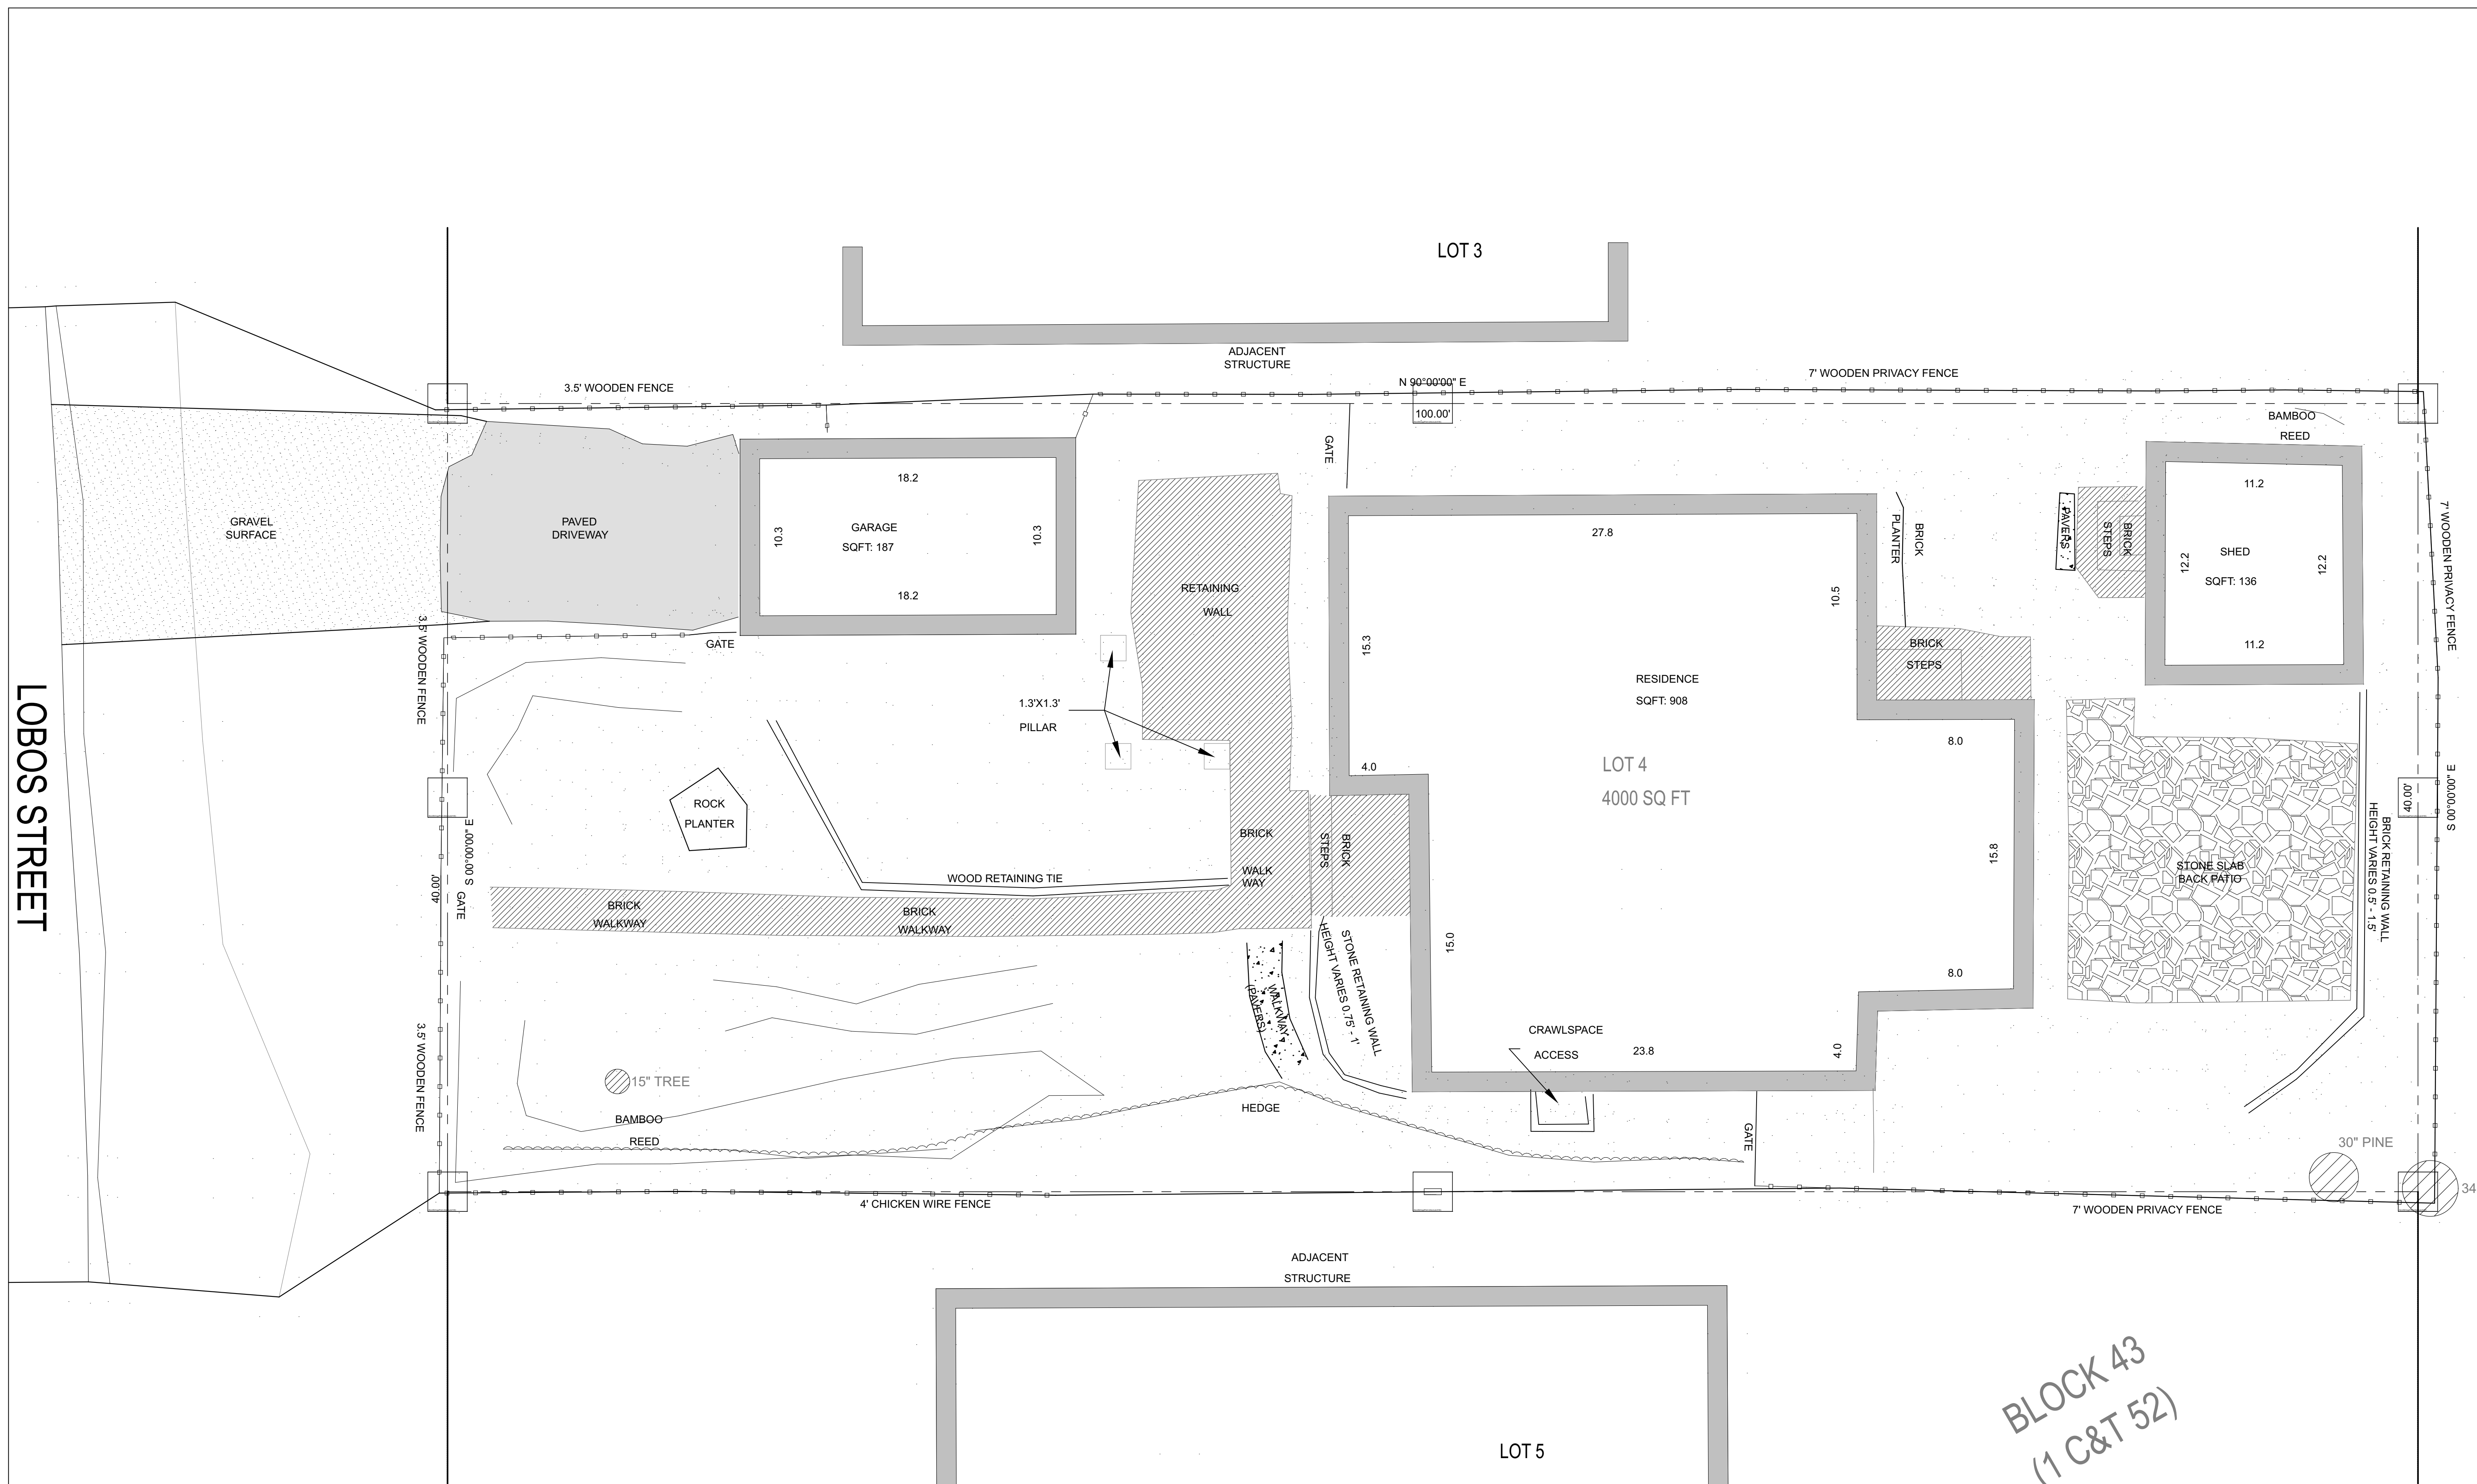 LOT 3
ADJACENT
STRUCTURE
3.5' WOODEN FENCE
N 90°00'00" E
100.00'
7' WOODEN PRIVACY FENCE
BAMBOO
REED
GATE
GRAVEL
SURFACE
PAVED
DRIVEWAY
18.2
10.3
GARAGE
SQFT: 187
10.3
18.2
GATE
3.5' WOODEN FENCE
RETAINING
WALL
1.3'X1.3'
PILLAR
27.8
10.5
15.3
RESIDENCE
SQFT: 908
4.0
8.0
LOT 4
4000 SQ FT
15.8
15.0
8.0
23.8
4.0
BRICK
PLANTER
BRICK
STEPS
PAVERS
BRICK
STEPS
11.2
12.2
SHED
SQFT: 136
12.2
11.2
7' WOODEN PRIVACY FENCE
S 00°00'00" E
40.00'
BRICK RETAINING WALL
HEIGHT VARIES 0.5' - 1.5'
STONE SLAB
BACK PATIO
LOBOS STREET
S 00°00'00" E
40.00'
GATE
ROCK
PLANTER
WOOD RETAINING TIE
BRICK
WALK
WAY
BRICK
STEPS
BRICK
WALKWAY
BRICK
WALKWAY
STONE RETAINING WALL
HEIGHT VARIES 0.75' - 1'
WALKWAY
(PAVERS)
CRAWLSPACE
ACCESS
3.5' WOODEN FENCE
15" TREE
BAMBOO
REED
HEDGE
GATE
30" PINE
34
4' CHICKEN WIRE FENCE
7' WOODEN PRIVACY FENCE
ADJACENT
STRUCTURE
LOT 5
BLOCK 43
(1 C&T 52)